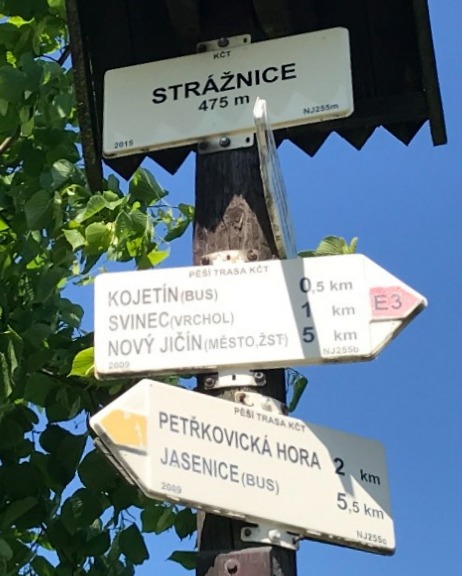 KČT
STRÁŽNICE
475 m
2015 NJ255m
PĚŠÍ TRASA KČT
KOJETÍN(BUS) 0,5 km
SVINEC(VRCHOL) 1 km
NOVÝ JIČÍN(MĚSTO,ŽST) 5 km
E3
2009 NJ255b
PĚŠÍ TRASA KČT
PETŘKOVICKÁ HORA 2 km
JASENICE(BUS) 5,5 km
2009 NJ255c